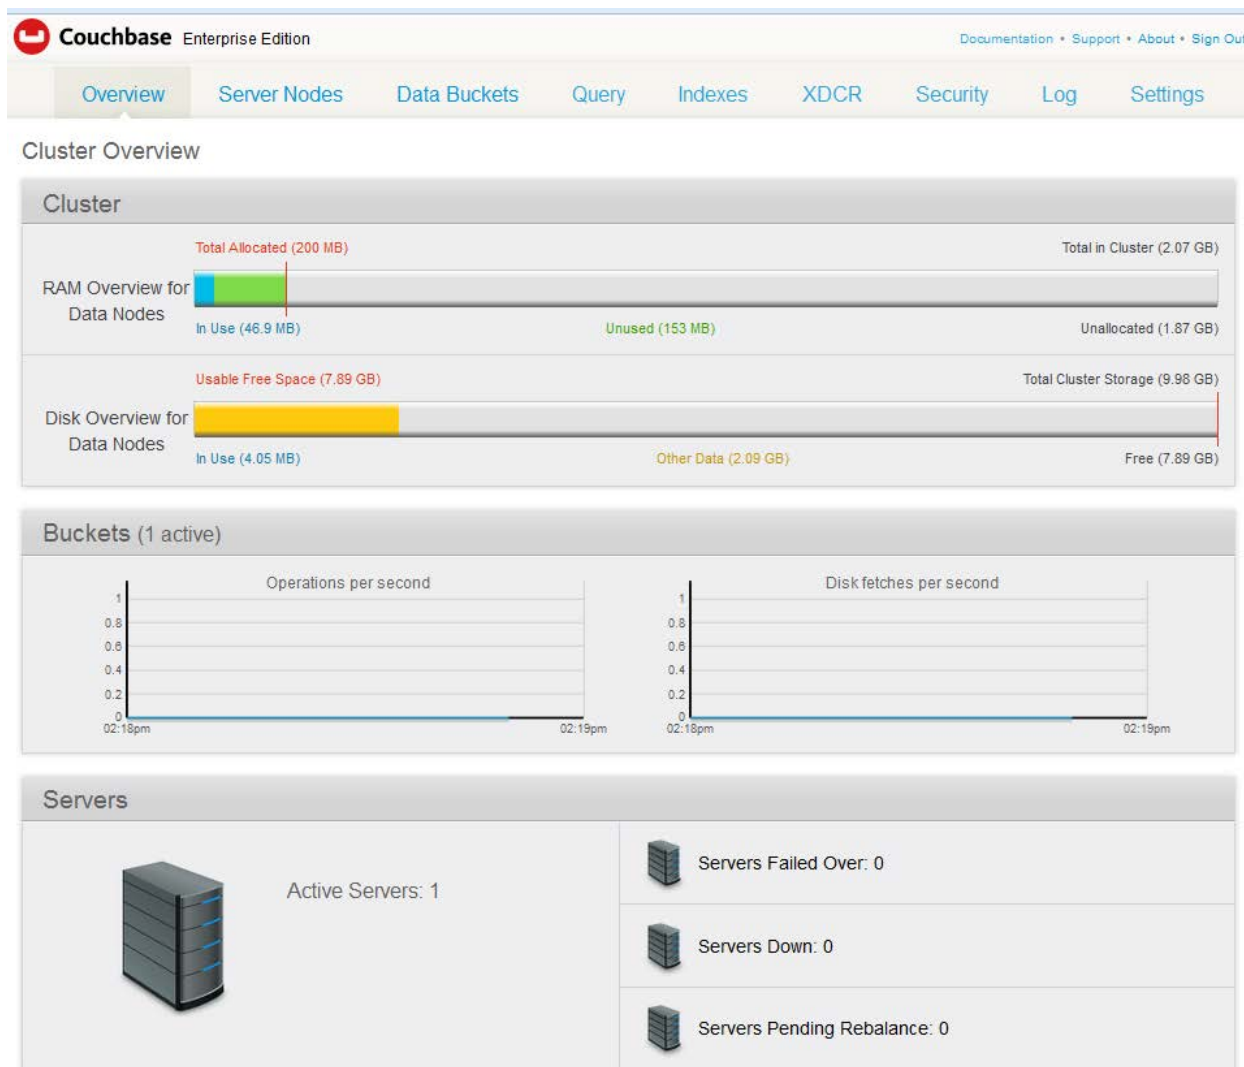 Couchbase Enterprise Edition
Documentation • Support • About • Sign Out
Overview Server Nodes Data Buckets Query Indexes XDCR Security Log Settings
Cluster Overview
Cluster
Total Allocated (200 MB) Total in Cluster (2.07 GB)
RAM Overview for
Data Nodes
In Use (46.9 MB) Unused (153 MB) Unallocated (1.87 GB)
Usable Free Space (7.89 GB) Total Cluster Storage (9.98 GB)
Disk Overview for
Data Nodes
In Use (4.05 MB) Other Data (2.09 GB) Free (7.89 GB)
Buckets (1 active)
Operations per second
1
0.8
0.6
0.4
0.2
0
02:18pm 02:19pm
Disk fetches per second
1
0.8
0.6
0.4
0.2
0
02:18pm 02:19pm
Servers
Active Servers: 1
Servers Failed Over: 0
Servers Down: 0
Servers Pending Rebalance: 0